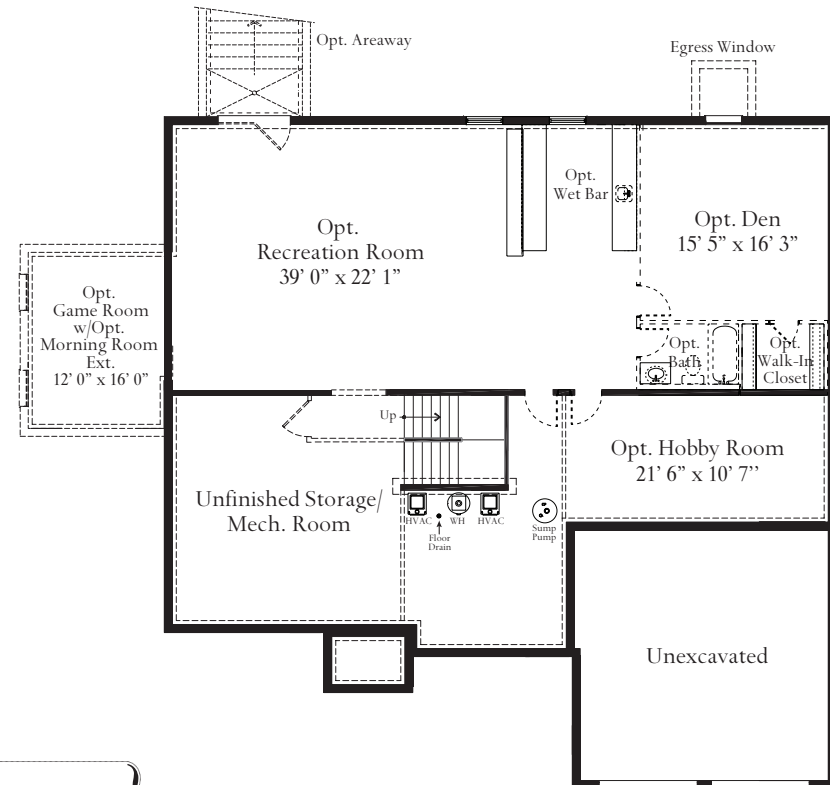 Opt. Areaway
Egress Window
Opt.
Wet Bar
Opt.
Recreation Room
39' 0” x 22' 1”
Opt. Den
15' 5” x 16' 3”
Opt.
Game Room
w/Opt.
Morning Room
Ext.
12' 0” x 16' 0”
Opt.
Bath
Opt.
Walk-In
Closet
Up
Opt. Hobby Room
21' 6” x 10' 7''
Unfinished Storage/
Mech. Room
HVAC
WH
HVAC
Floor
Drain
Sump
Pump
Unexcavated